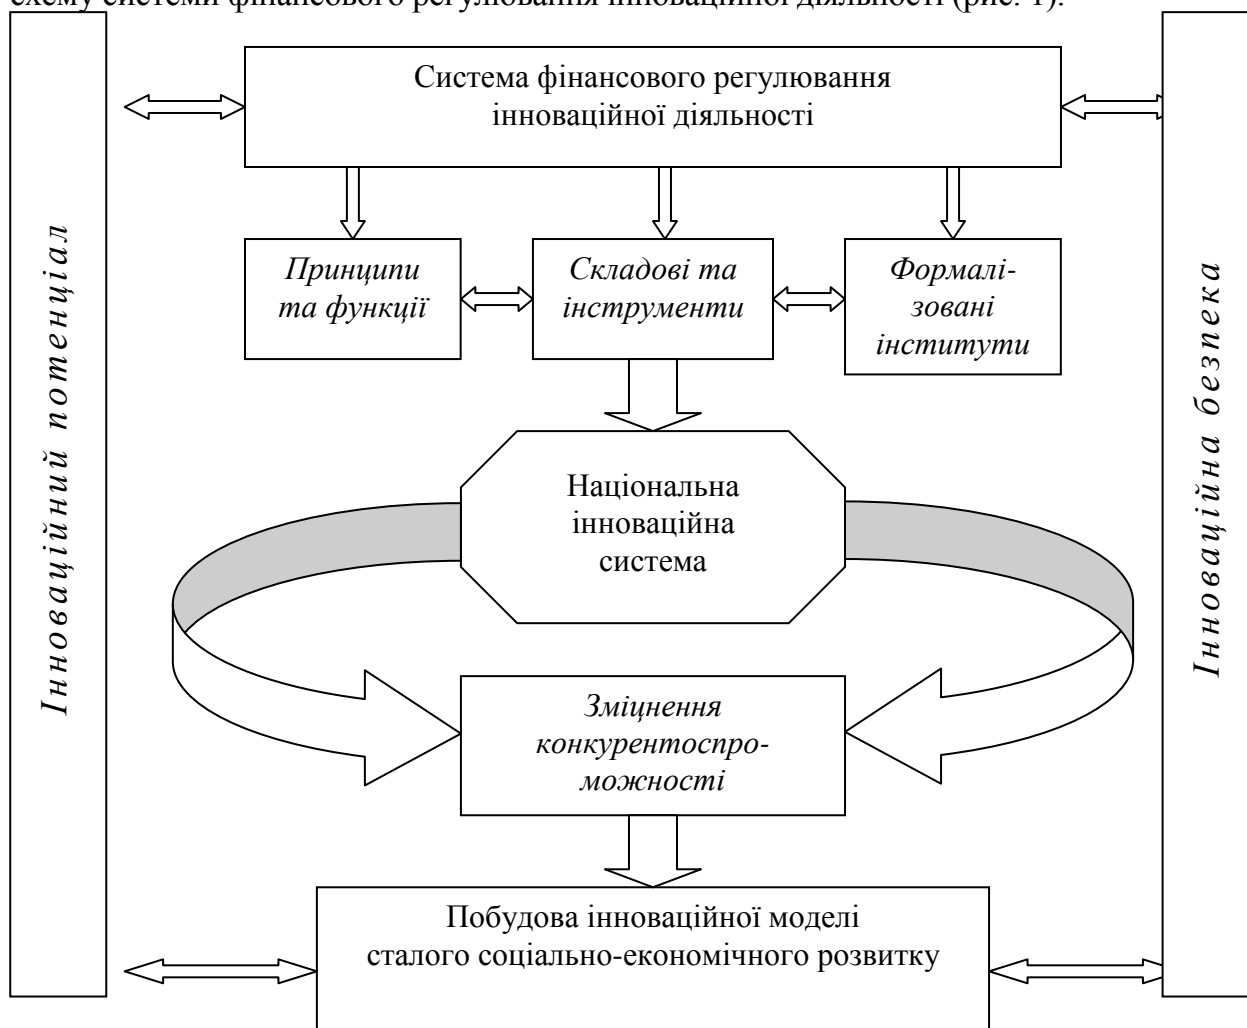 схему системи фінансового регулювання інноваційної діяльності (рис. 1).
Система фінансового регулювання
інноваційної діяльності
Інноваційний потенціал
Інноваційна безпека
Принципи
та функції
Складові та
інструменти
Формалі-
зовані
інститути
Національна
інноваційна
система
Зміцнення
конкурентоспро-
можності
Побудова інноваційної моделі
сталого соціально-економічного розвитку